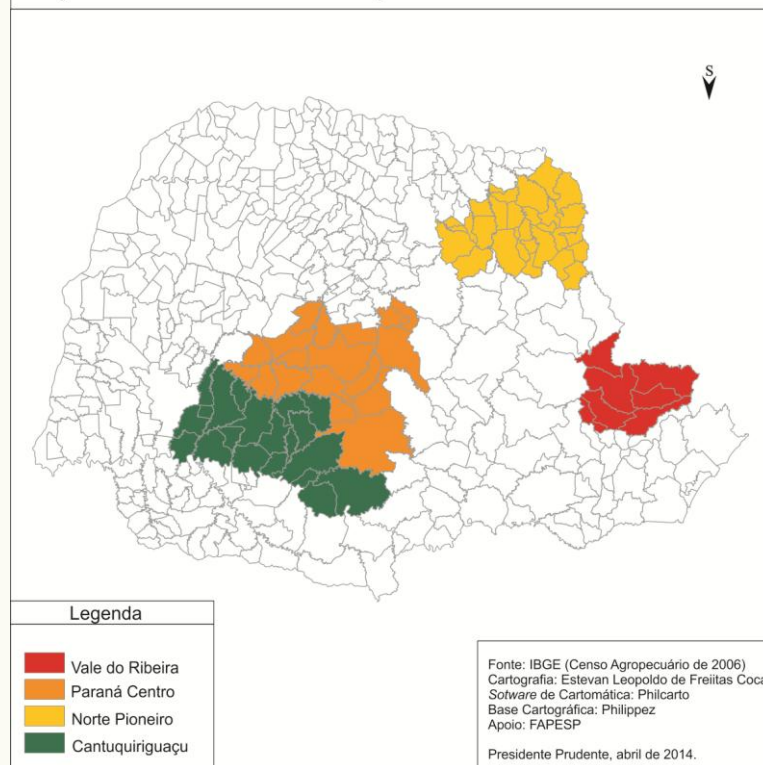 S
Legenda
Vale do Ribeira
Paraná Centro
Norte Pioneiro
Cantuquiriguaçu
Fonte: IBGE (Censo Agropecuário de 2006)
Cartografia: Estevan Leopoldo de Freiitas Coca
Sotware de Cartomática: Philcarto
Base Cartográfica: Philippez
Apoio: FAPESP
Presidente Prudente, abril de 2014.